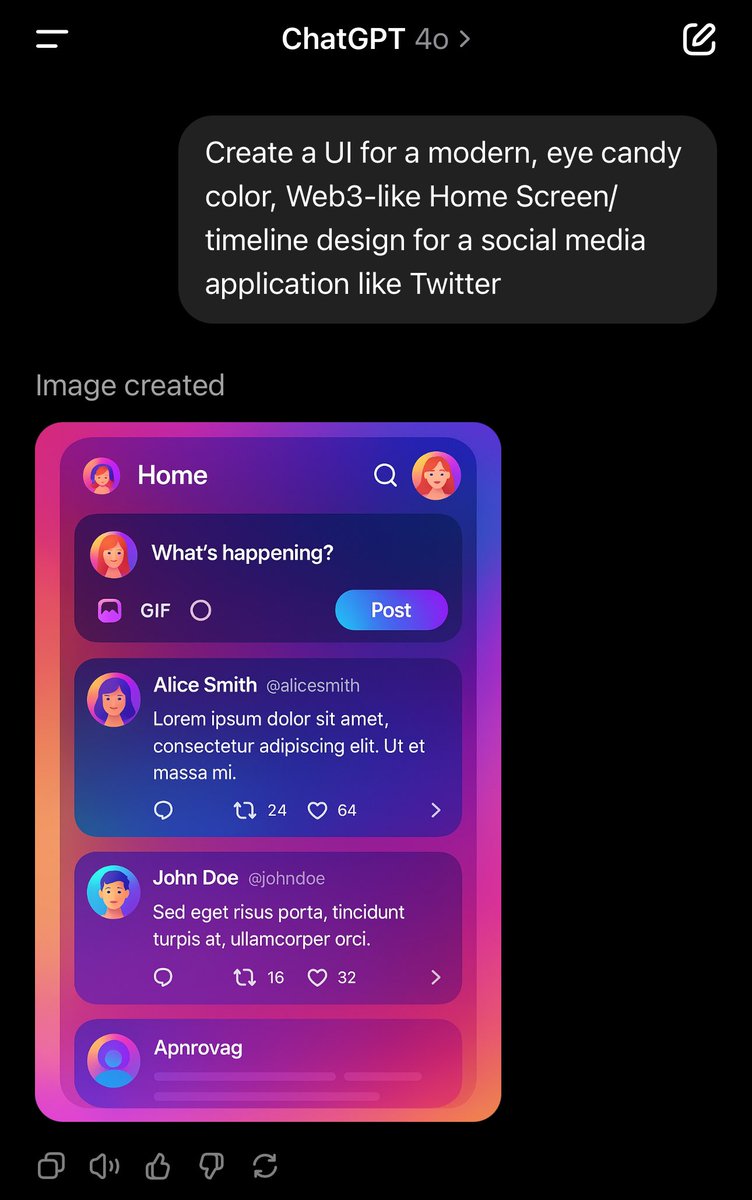 ChatGPT 4o >
Create a UI for a modern, eye candy
color, Web3-like Home Screen/
timeline design for a social media
application like Twitter
Image created
Home
What's happening?
GIF
Post
Alice Smith @alicesmith
Lorem ipsum dolor sit amet,
consectetur adipiscing elit. Ut et
massa mi.
24 64
John Doe @johndoe
Sed eget risus porta, tincidunt
turpis at, ullamcorper orci.
16 32
Apnrovag